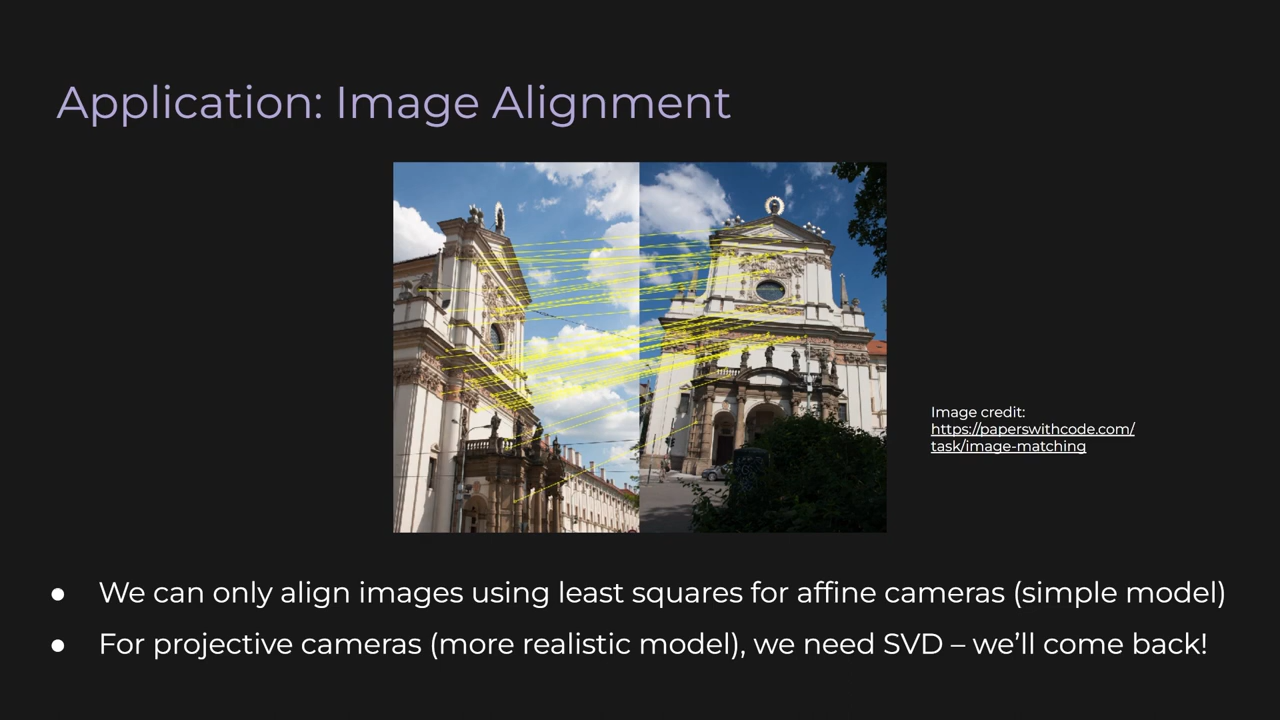 Application: Image Alignment
Image credit:
https://paperswithcode.com/
task/image-matching
● We can only align images using least squares for affine cameras (simple model)
● For projective cameras (more realistic model), we need SVD – we’ll come back!